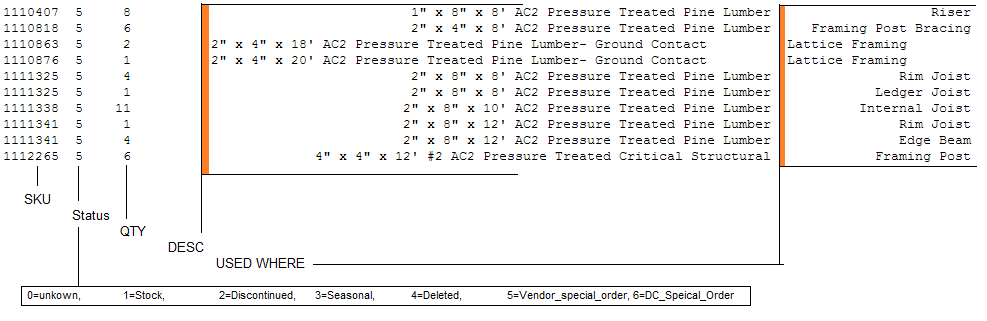 1110407 5 8 1" x 8" x 8' AC2 Pressure Treated Pine Lumber Riser
1110818 5 6 2" x 4" x 8' AC2 Pressure Treated Pine Lumber Framing Post Bracing
1110863 5 2 2" x 4" x 18' AC2 Pressure Treated Pine Lumber- Ground Contact Lattice Framing
1110876 5 1 2" x 4" x 20' AC2 Pressure Treated Pine Lumber- Ground Contact Lattice Framing
1111325 5 4 2" x 8" x 8' AC2 Pressure Treated Pine Lumber Rim Joist
1111325 5 1 2" x 8" x 8' AC2 Pressure Treated Pine Lumber Ledger Joist
1111338 5 11 2" x 8" x 10' AC2 Pressure Treated Pine Lumber Internal Joist
1111341 5 1 2" x 8" x 12' AC2 Pressure Treated Pine Lumber Rim Joist
1111341 5 4 2" x 8" x 12' AC2 Pressure Treated Pine Lumber Edge Beam
1112265 5 6 4" x 4" x 12' #2 AC2 Pressure Treated Critical Structural Framing Post
SKU
Status
QTY
DESC
USED WHERE
0=unkown, 1=Stock, 2=Discontinued, 3=Seasonal, 4=Deleted, 5=Vendor_special_order, 6=DC_Speical_Order